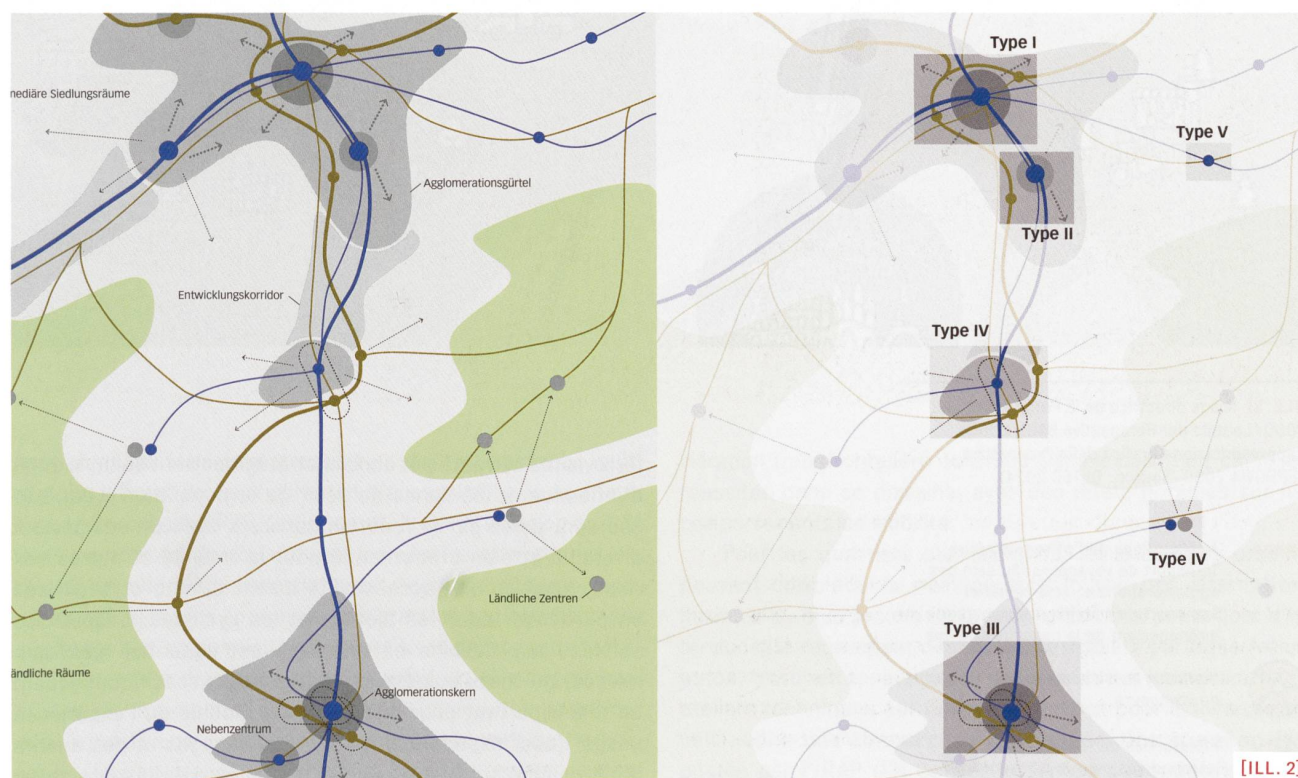 mediäre Siedlungsräume
Agglomerationsgürtel
Entwicklungskorridor
Ländliche Zentren
ändliche Räume
Agglomerationskern
Nebenzentrum
Type I
Type V
Type II
Type IV
Type IV
Type III
[ILL. 2]